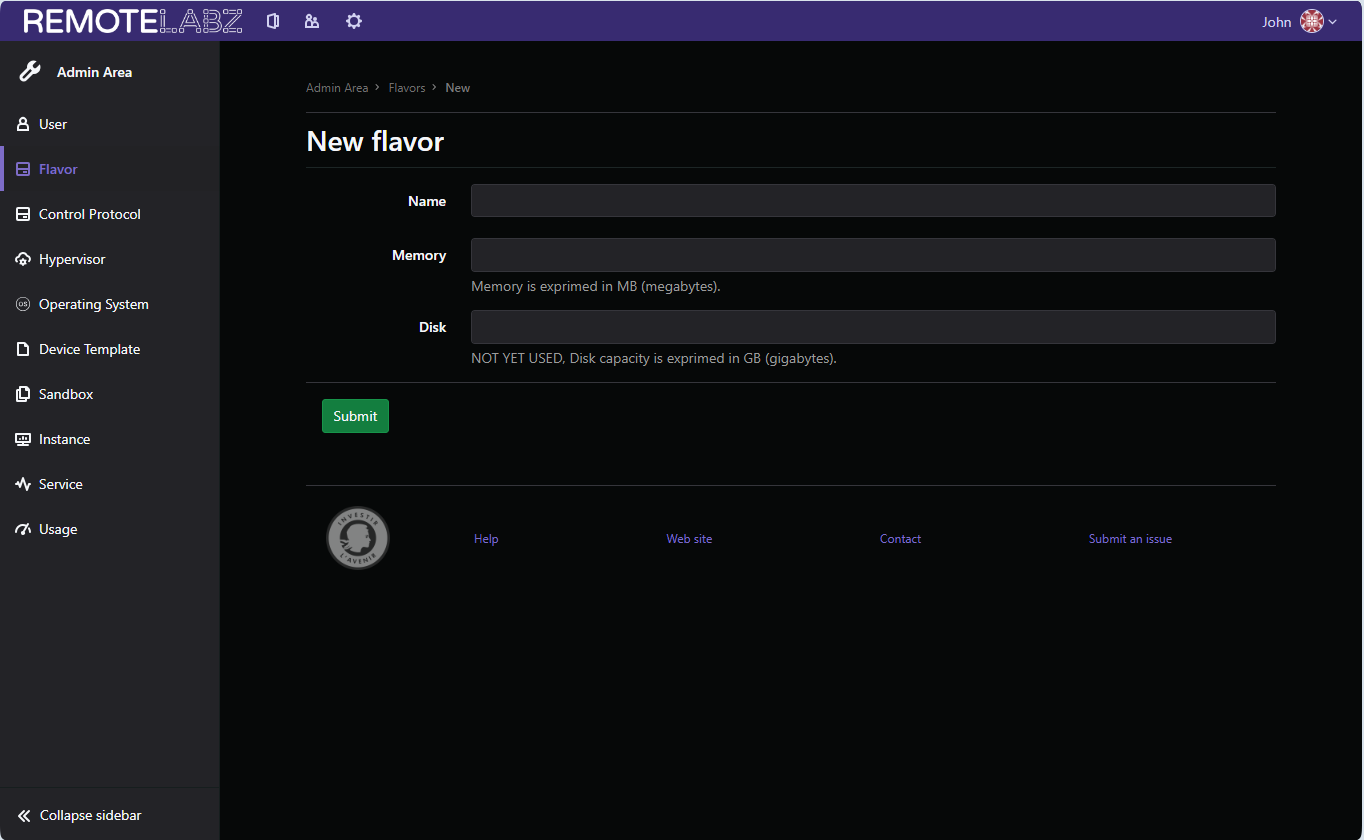 REMOTELABZ
John
Admin Area
User
Flavor
Control Protocol
Hypervisor
OS Operating System
Device Template
Sandbox
Instance
Service
Usage
Collapse sidebar
Admin Area > Flavors > New
New flavor
Name
Memory
Memory is exprimed in MB (megabytes).
Disk
NOT YET USED, Disk capacity is exprimed in GB (gigabytes).
Submit
INVESTIR
L'AVENIR
Help Web site Contact Submit an issue